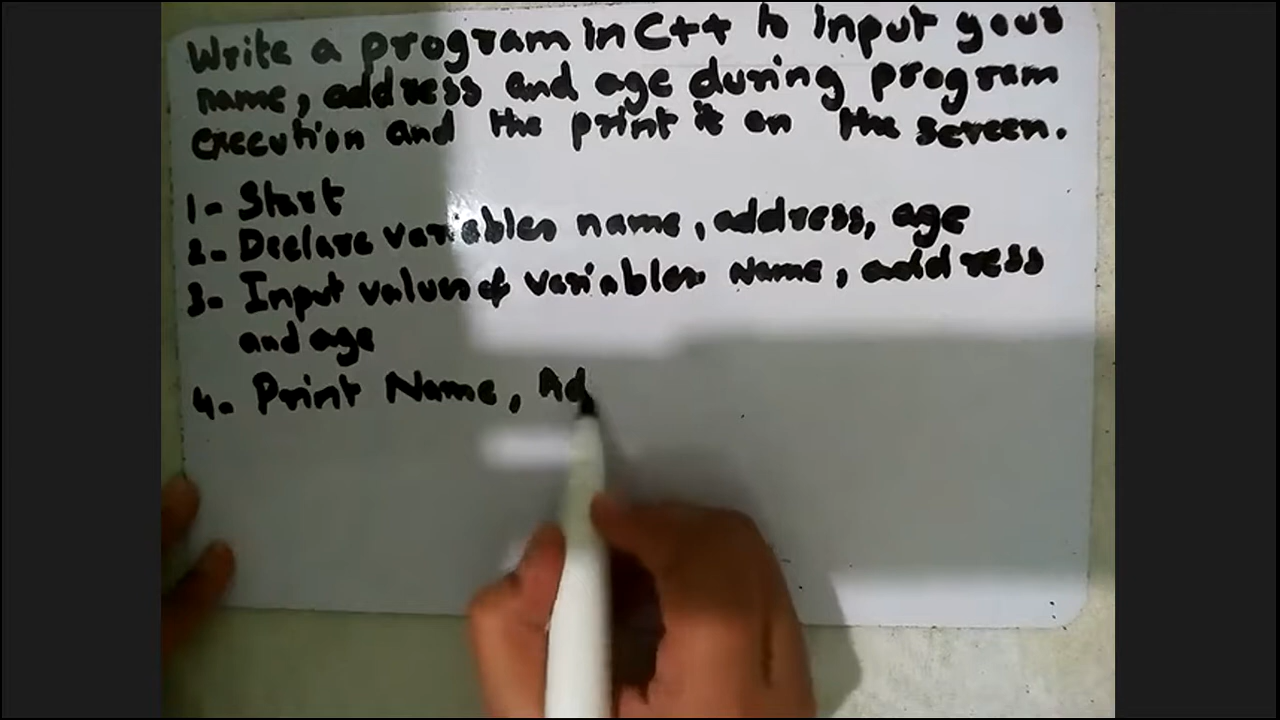 Write a program in C++ to input your
name, address and age during program
execution and the print it on the screen.
1- Start
2- Declare variables name, address, age
3- Input values of variables Name, address
and age
4- Print Name, Ad